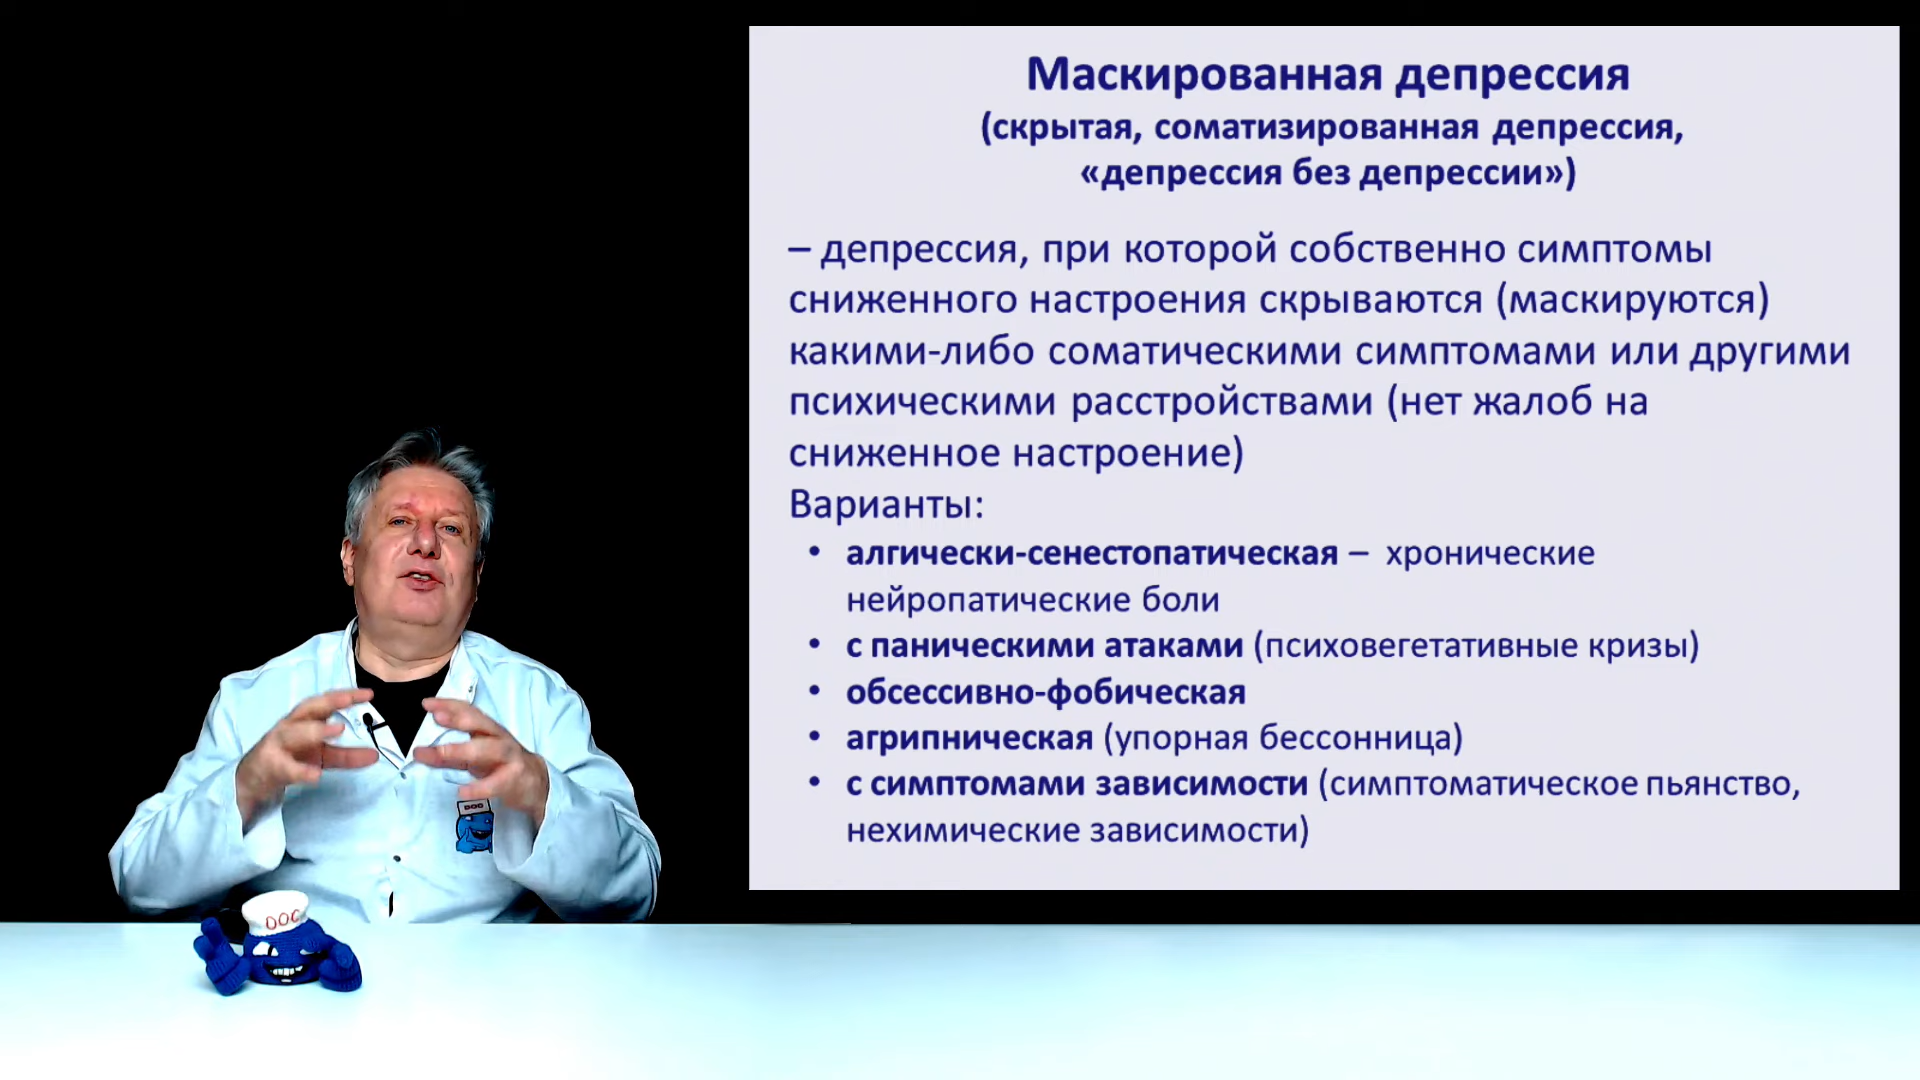 Маскированная депрессия
(скрытая, соматизированная депрессия,
«депрессия без депрессии»)
– депрессия, при которой собственно симптомы
сниженного настроения скрываются (маскируются)
какими-либо соматическими симптомами или другими
психическими расстройствами (нет жалоб на
сниженное настроение)
Варианты:
• алгически-сенестопатическая – хронические
нейропатические боли
• с паническими атаками (психовегетативные кризы)
• обсессивно-фобическая
• агрипническая (упорная бессонница)
• с симптомами зависимости (симптоматическое пьянство,
нехимические зависимости)
DOC
DOC